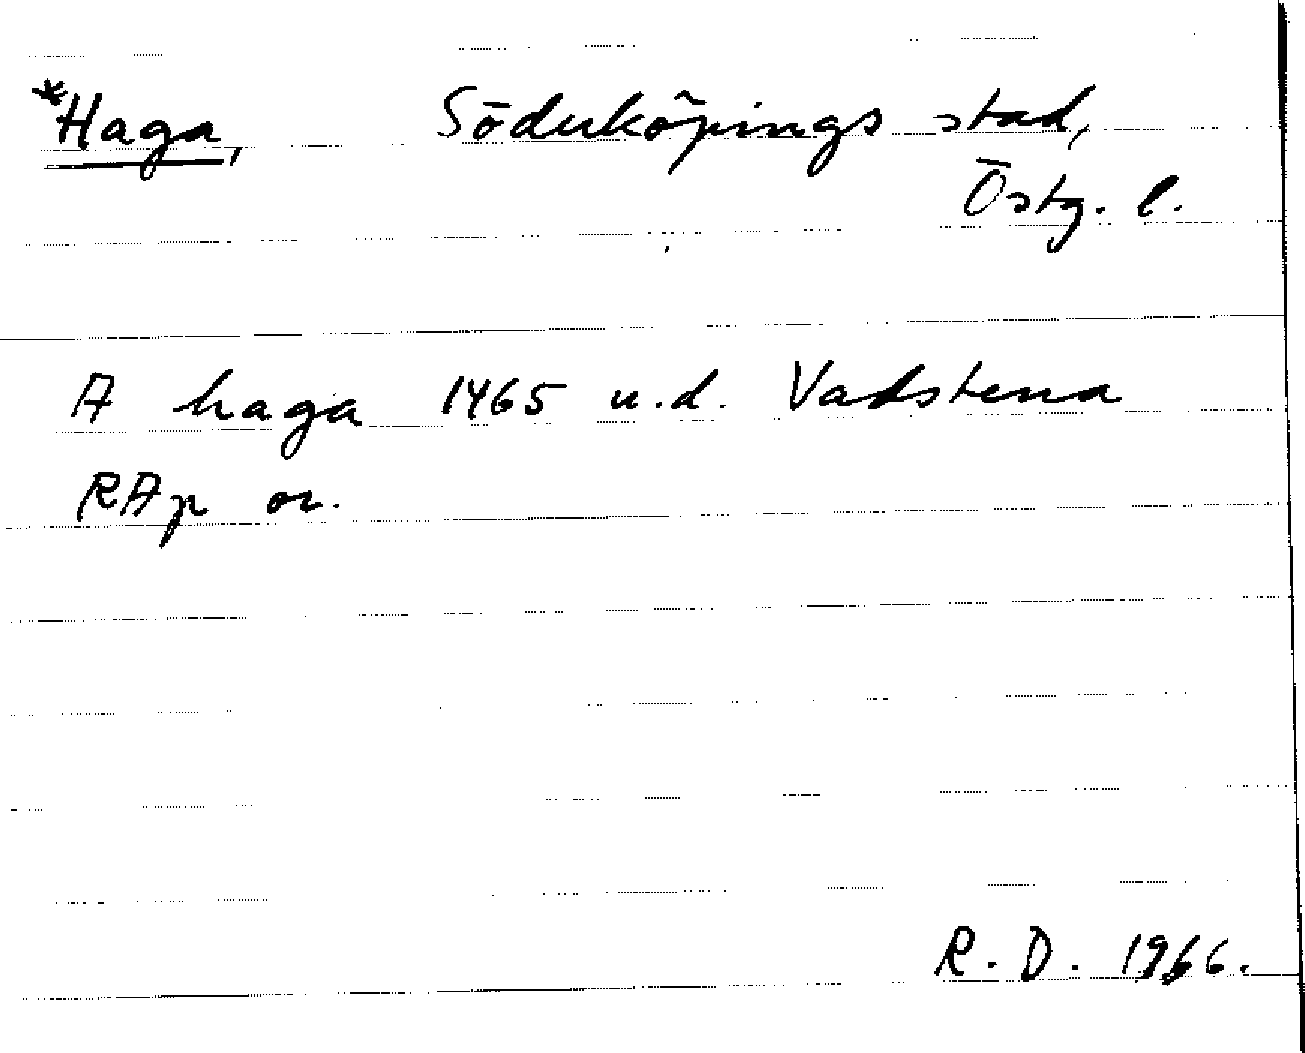 *Haga, Söderköpings stad,
Östg. l.
A haga 1465 u.d. Vadstena
RAp or.
R. D. 1966.